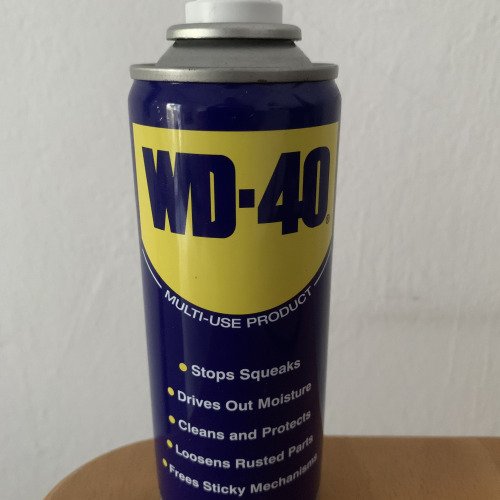 WD-40®
MULTI-USE PRODUCT
Stops Squeaks
Drives Out Moisture
Cleans and Protects
Loosens Rusted Parts
Frees Sticky Mechanisms